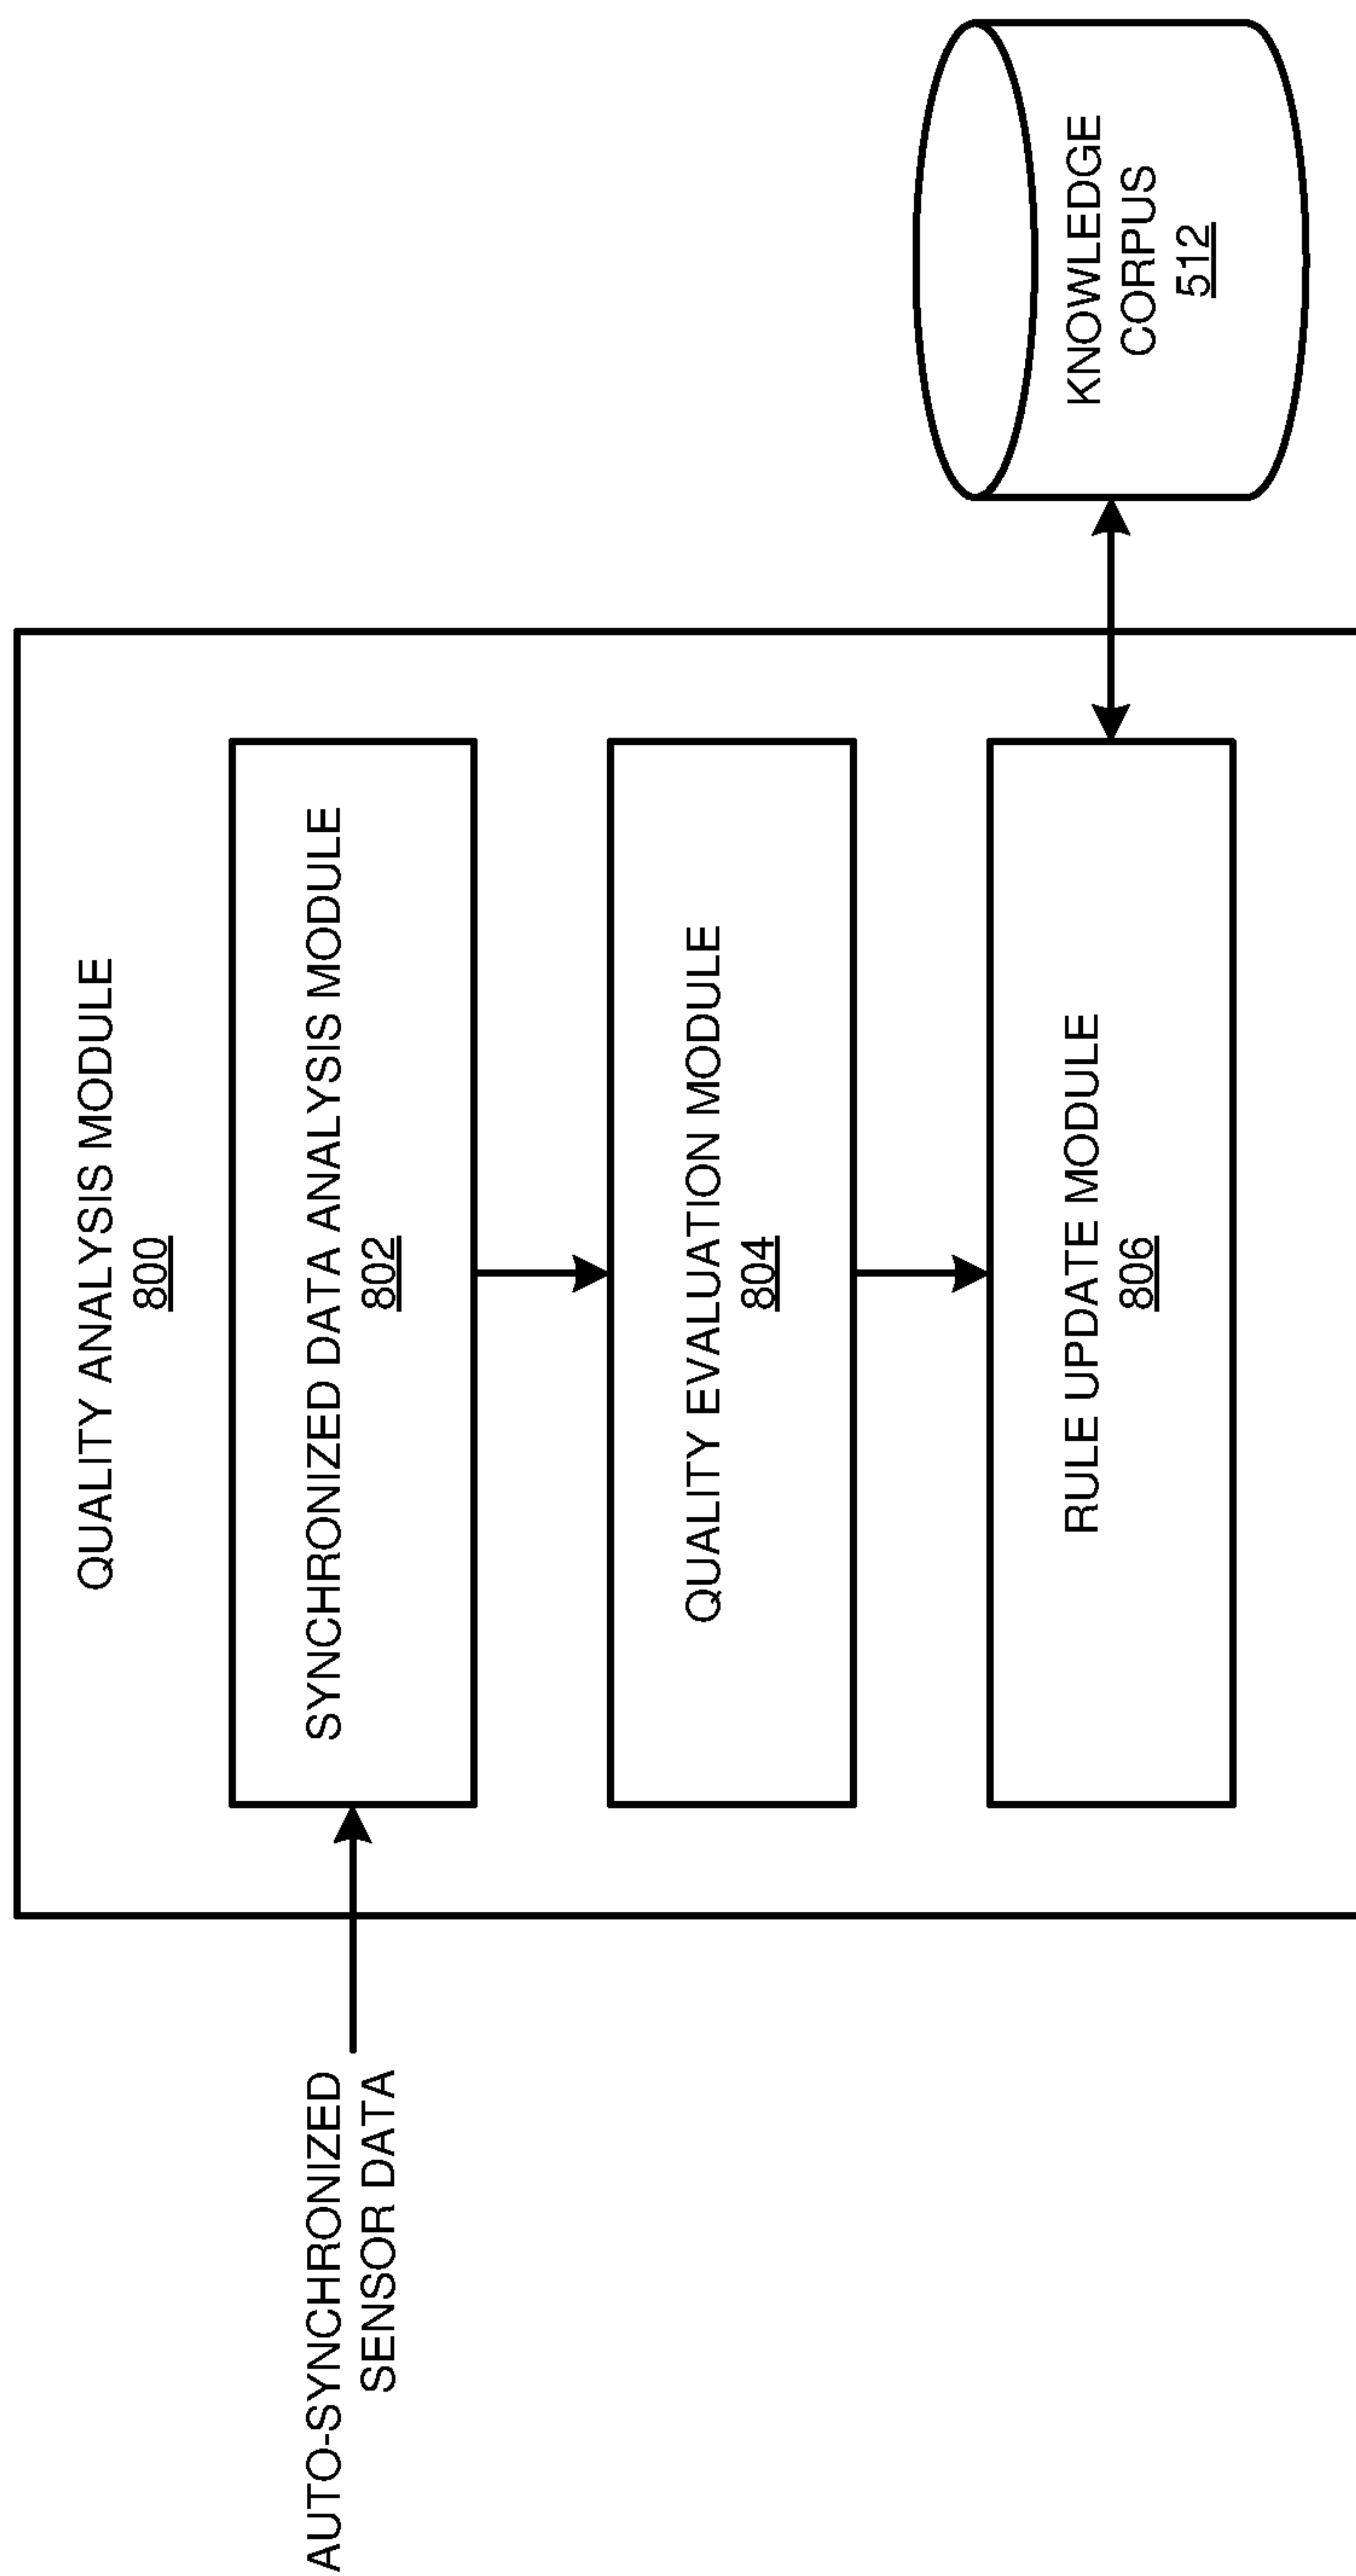 QUALITY ANALYSIS MODULE
800
AUTO-SYNCHRONIZED
SENSOR DATA
SYNCHRONIZED DATA ANALYSIS MODULE
802
QUALITY EVALUATION MODULE
804
RULE UPDATE MODULE
806
KNOWLEDGE
CORPUS
512